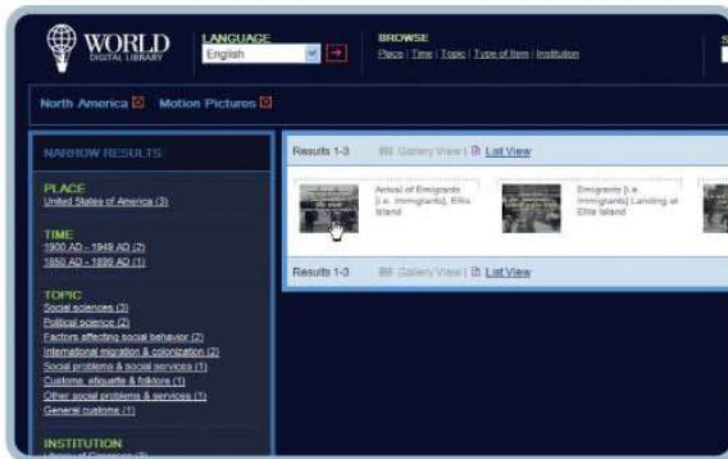 WORLD
DIGITAL LIBRARY
LANGUAGE
English
BROWSE
Place | Time | Topic | Type of Item | Institution
S
North America
Motion Pictures
NARROW RESULTS:
PLACE
United States of America (3)
TIME
1900 AD - 1949 AD (2)
1850 AD - 1899 AD (1)
TOPIC
Social sciences (3)
Political science (2)
Factors affecting social behavior (2)
International migration & colonization (2)
Social problems & social services (1)
Customs, etiquette & folklore (1)
Other social problems & services (1)
General customs (1)
INSTITUTION
Library of Congress (3)
Results 1-3 Gallery View | List View
Arrival of Emigrants
[i.e. Immigrants], Ellis
Island
Emigrants [i.e.
Immigrants] Landing at
Ellis Island
Results 1-3 Gallery View | List View